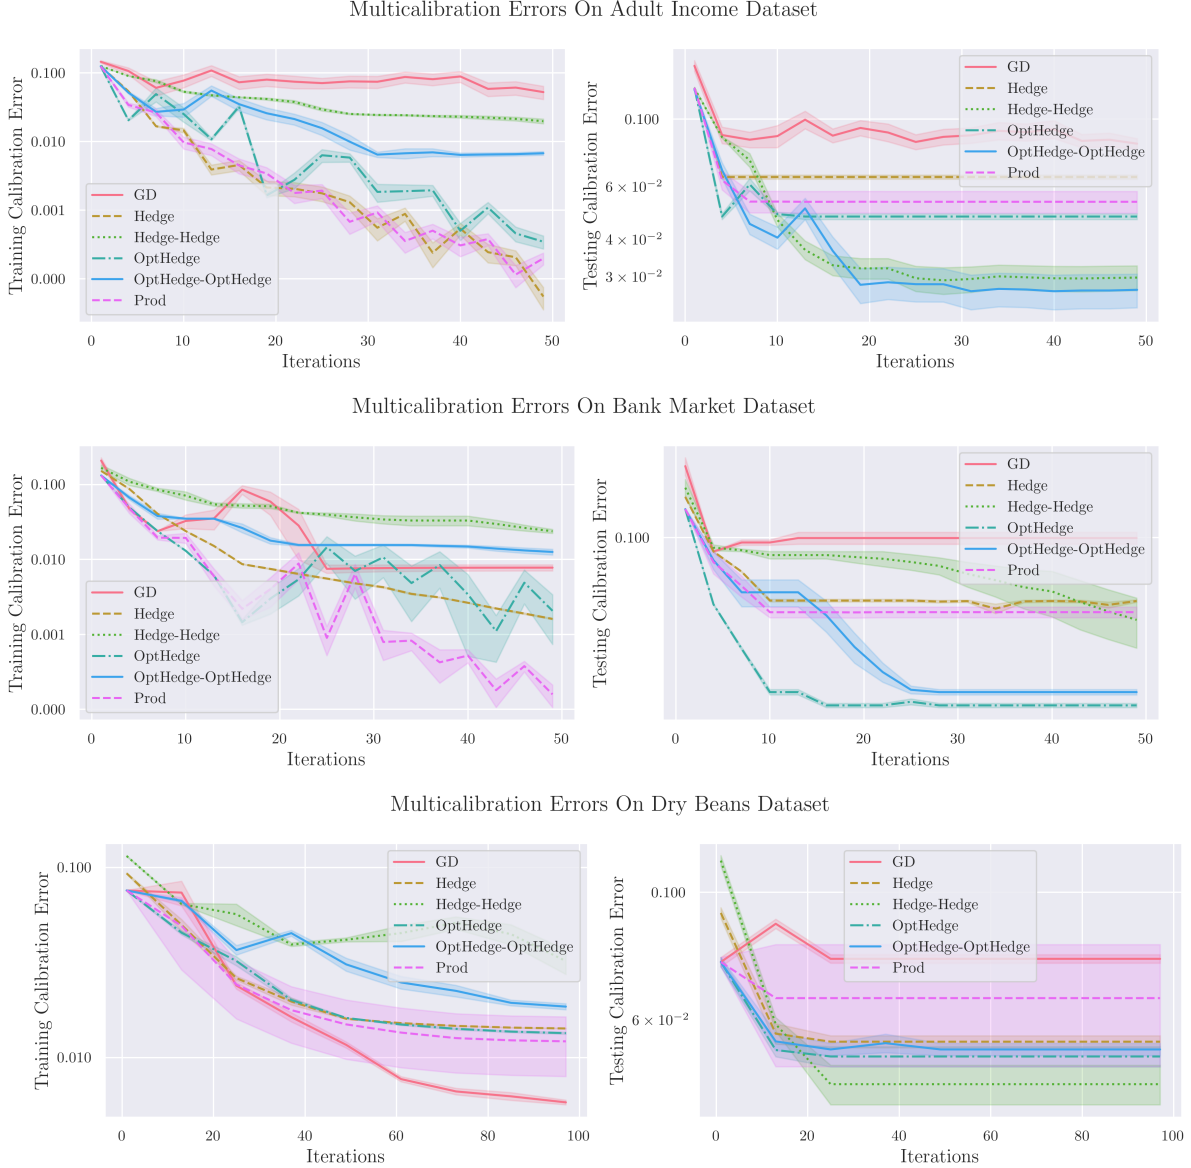 Multicalibration Errors On Adult Income Dataset
Training Calibration Error
0.100
0.010
0.001
0.000
GD
Hedge
Hedge-Hedge
OptHedge
OptHedge-OptHedge
Prod
0 10 20 30 40 50
Iterations
Testing Calibration Error
0.100
6 × 10⁻²
4 × 10⁻²
3 × 10⁻²
GD
Hedge
Hedge-Hedge
OptHedge
OptHedge-OptHedge
Prod
0 10 20 30 40 50
Iterations
Multicalibration Errors On Bank Market Dataset
Training Calibration Error
0.100
0.010
0.001
0.000
GD
Hedge
Hedge-Hedge
OptHedge
OptHedge-OptHedge
Prod
0 10 20 30 40 50
Iterations
Testing Calibration Error
0.100
GD
Hedge
Hedge-Hedge
OptHedge
OptHedge-OptHedge
Prod
0 10 20 30 40 50
Iterations
Multicalibration Errors On Dry Beans Dataset
Training Calibration Error
0.100
0.010
GD
Hedge
Hedge-Hedge
OptHedge
OptHedge-OptHedge
Prod
0 20 40 60 80 100
Iterations
Testing Calibration Error
0.100
6 × 10⁻²
GD
Hedge
Hedge-Hedge
OptHedge
OptHedge-OptHedge
Prod
0 20 40 60 80 100
Iterations